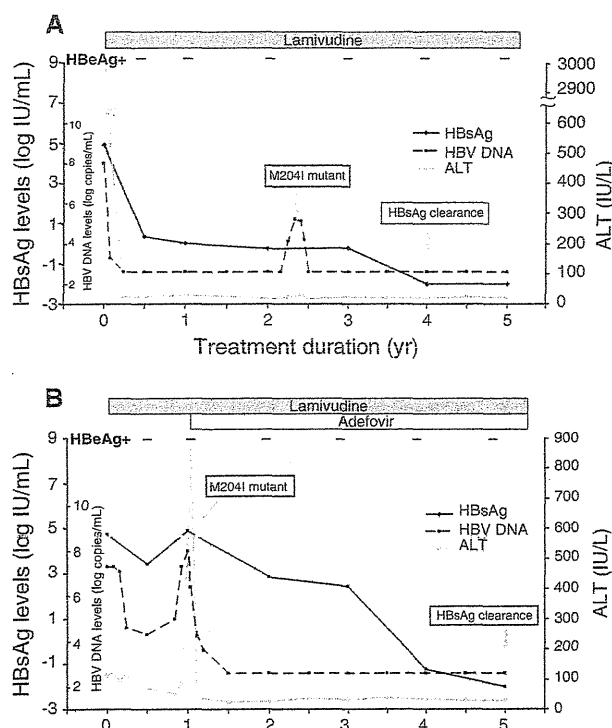 A
Lamivudine
HBeAg+ – – – – – –
HBsAg levels (log IU/mL)
9
7
5
3
1
-1
-3
HBV DNA levels (log copies/mL)
10
8
6
4
2
HBsAg
HBV DNA
ALT
M204I mutant
HBsAg clearance
ALT (IU/L)
3000
2900
600
500
400
300
200
100
0
0 1 2 3 4 5
Treatment duration (yr)
B
Lamivudine
Adefovir
HBeAg+ – – – – – –
HBsAg levels (log IU/mL)
9
7
5
3
1
-1
-3
HBV DNA levels (log copies/mL)
10
8
6
4
2
M204I mutant
HBsAg
HBV DNA
ALT
HBsAg clearance
ALT (IU/L)
900
800
700
600
500
400
300
200
100
0
0 1 2 3 4 5